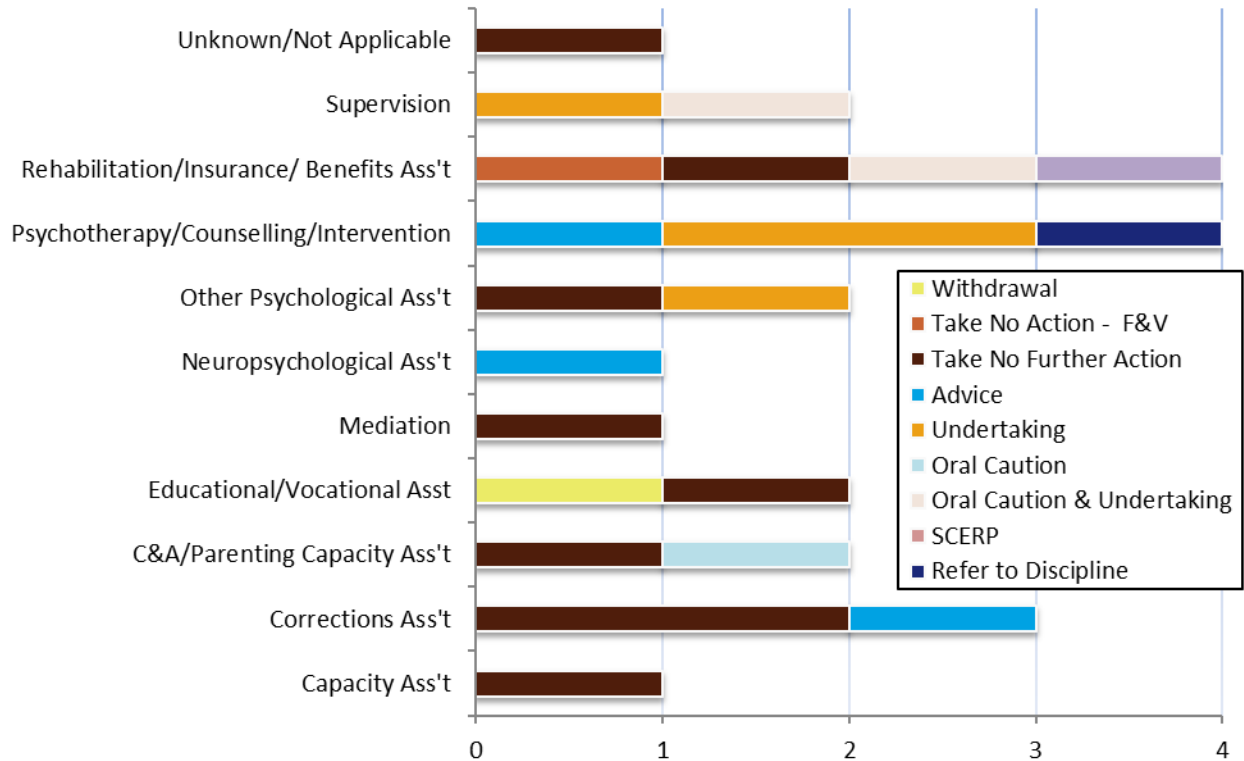 Unknown/Not Applicable
Supervision
Rehabilitation/Insurance/ Benefits Ass't
Psychotherapy/Counselling/Intervention
Other Psychological Ass't
Neuropsychological Ass't
Mediation
Educational/Vocational Asst
C&A/Parenting Capacity Ass't
Corrections Ass't
Capacity Ass't
0 1 2 3 4
Withdrawal
Take No Action - F&V
Take No Further Action
Advice
Undertaking
Oral Caution
Oral Caution & Undertaking
SCERP
Refer to Discipline